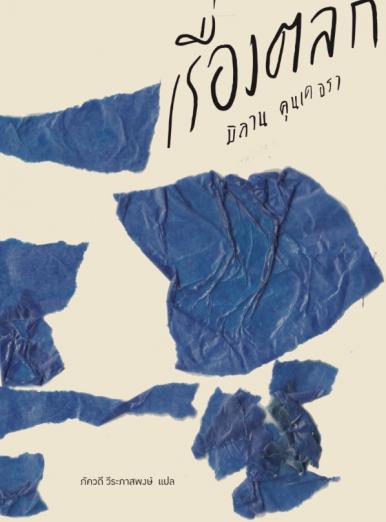 เรื่องตลก
มิลาน คุนเดอรา
ภัควดี วีระภาสพงษ์ แปล